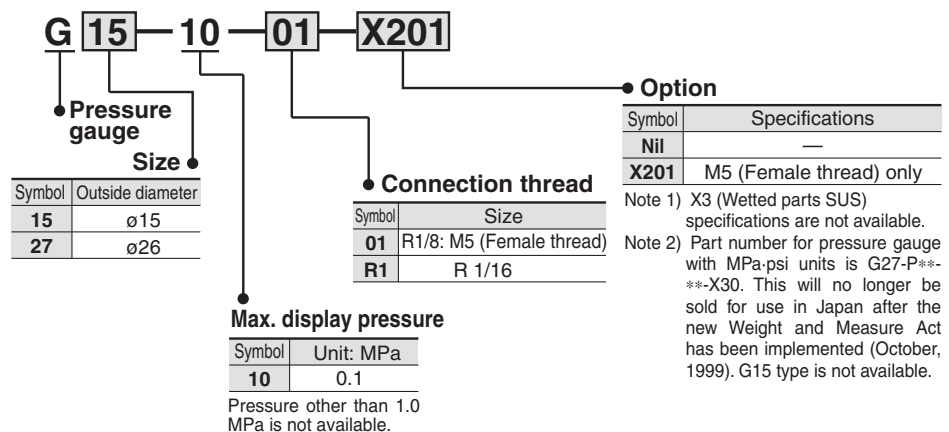 G 15 — 10 — 01 — X201
Pressure
gauge
Size
Symbol Outside diameter
15 ø15
27 ø26
Max. display pressure
Symbol Unit: MPa
10 0.1
Pressure other than 1.0
MPa is not available.
Connection thread
Symbol Size
01 R1/8: M5 (Female thread)
R1 R 1/16
Option
Symbol Specifications
Nil —
X201 M5 (Female thread) only
Note 1) X3 (Wetted parts SUS)
specifications are not available.
Note 2) Part number for pressure gauge
with MPa·psi units is G27-P∗∗-
∗∗-X30. This will no longer be
sold for use in Japan after the
new Weight and Measure Act
has been implemented (October,
1999). G15 type is not available.